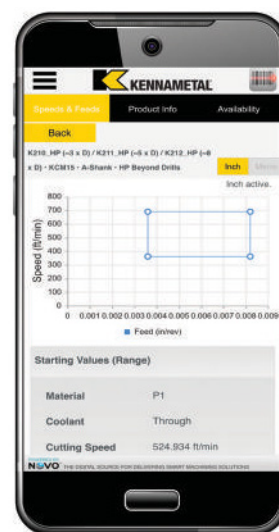 KENNAMETAL
Speeds & Feeds Product Info Availability
Back
K210_HP (~3 x D) / K211_HP (~5 x D) / K212_HP (~8
x D) • KCM15 • A-Shank • HP Beyond Drills
Inch Metric
Inch active.
Speed (ft/min)
800
700
600
500
400
300
200
100
0
0 0.001 0.002 0.003 0.004 0.005 0.006 0.007 0.008 0.009
Feed (in/rev)
Starting Values (Range)
Material P1
Coolant Through
Cutting Speed 524.934 ft/min
NOVO THE DIGITAL SOURCE FOR DELIVERING SMART MACHINING SOLUTIONS